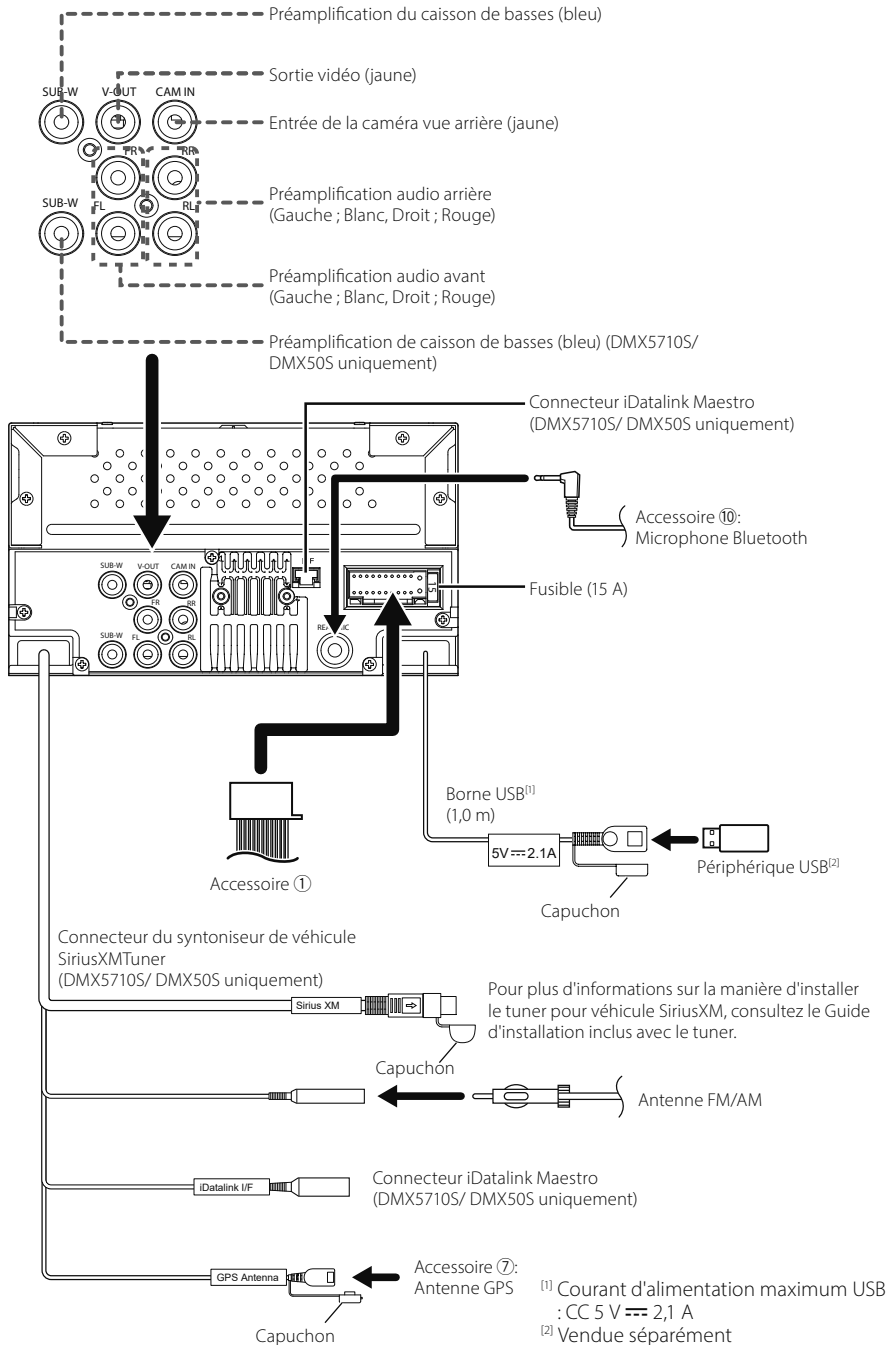 Préamplification du caisson de basses (bleu)
Sortie vidéo (jaune)
SUB-W V-OUT CAM IN
Entrée de la caméra vue arrière (jaune)
FR RR
SUB-W FL RL
Préamplification audio arrière
(Gauche ; Blanc, Droit ; Rouge)
Préamplification audio avant
(Gauche ; Blanc, Droit ; Rouge)
Préamplification de caisson de basses (bleu) (DMX5710S/
DMX50S uniquement)
Connecteur iDatalink Maestro
(DMX5710S/ DMX50S uniquement)
Accessoire ⑩:
Microphone Bluetooth
SUB-W V-OUT CAM IN
FR RR
SUB-W FL RL
15
Fusible (15 A)
Borne USB[1]
(1,0 m)
5V ⎓ 2.1A
Périphérique USB[2]
Capuchon
Accessoire ①
Connecteur du syntoniseur de véhicule
SiriusXMTuner
(DMX5710S/ DMX50S uniquement)
Sirius XM
Pour plus d'informations sur la manière d'installer
le tuner pour véhicule SiriusXM, consultez le Guide
d'installation inclus avec le tuner.
Capuchon
Antenne FM/AM
iDatalink I/F
Connecteur iDatalink Maestro
(DMX5710S/ DMX50S uniquement)
GPS Antenna
Accessoire ⑦:
Antenne GPS
Capuchon
[1] Courant d'alimentation maximum USB
: CC 5 V ⎓ 2,1 A
[2] Vendue séparément